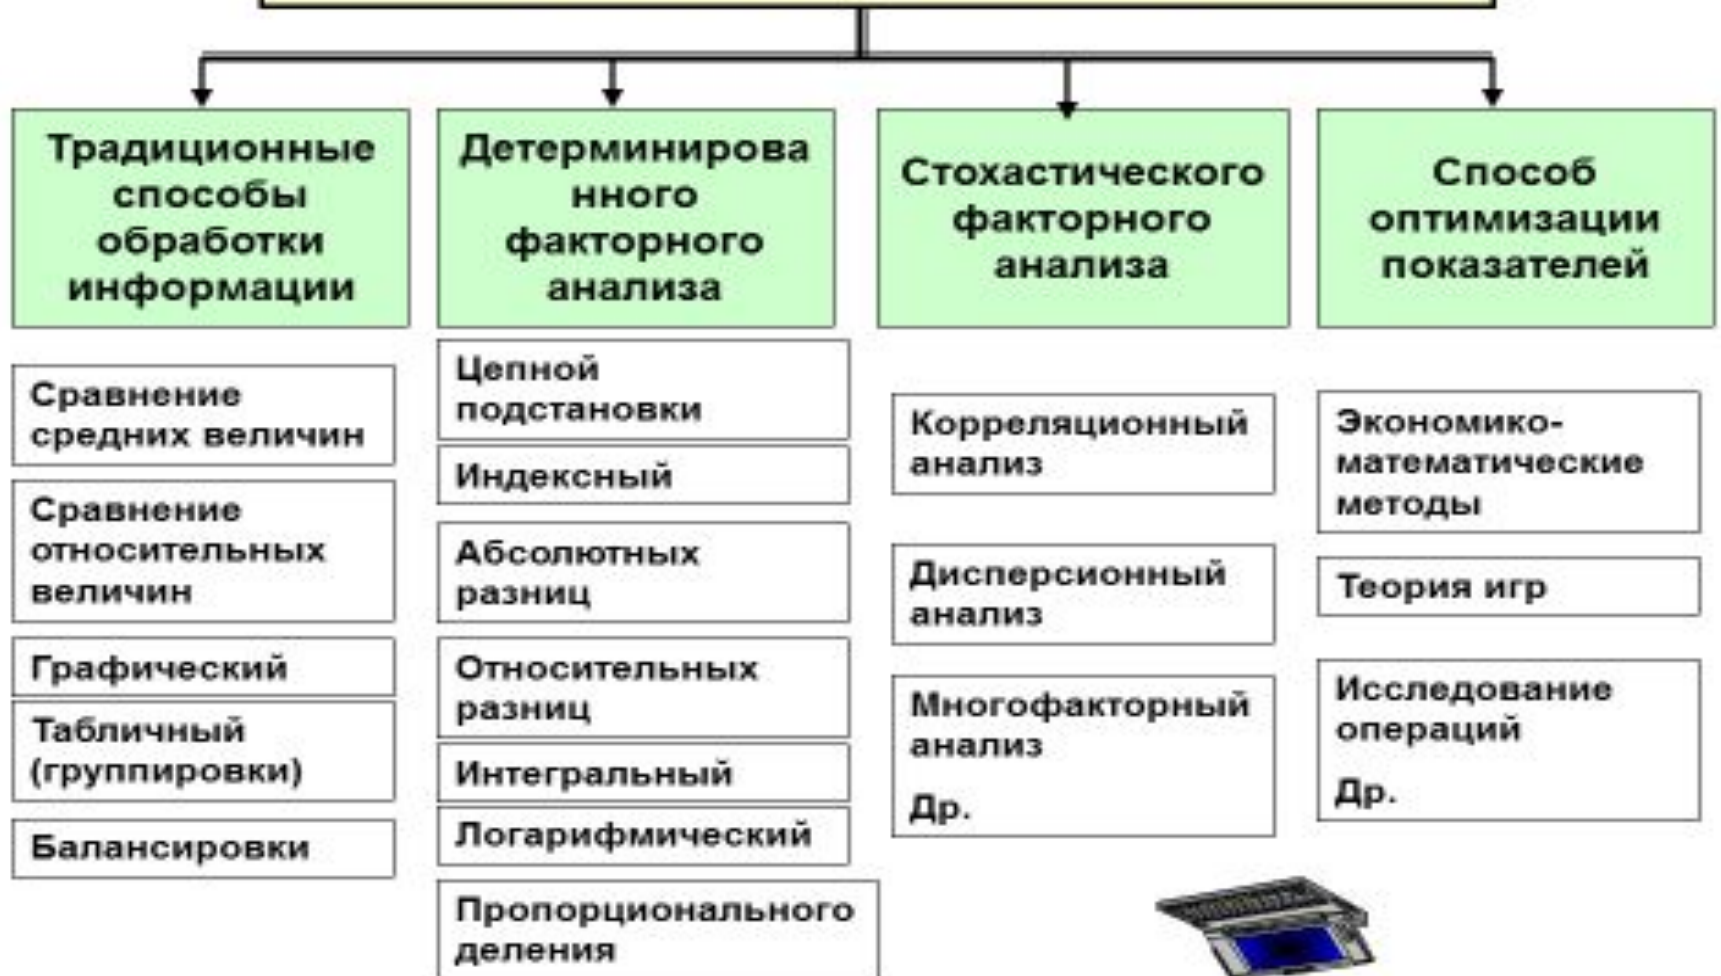 Традиционные
способы
обработки
информации
Сравнение
средних величин
Сравнение
относительных
величин
Графический
Табличный
(группировки)
Балансировки
Детерминирова
нного
факторного
анализа
Цепной
подстановки
Индексный
Абсолютных
разниц
Относительных
разниц
Интегральный
Логарифмический
Пропорционального
деления
Стохастического
факторного
анализа
Корреляционный
анализ
Дисперсионный
анализ
Многофакторный
анализ
Др.
Способ
оптимизации
показателей
Экономико-
математические
методы
Теория игр
Исследование
операций
Др.